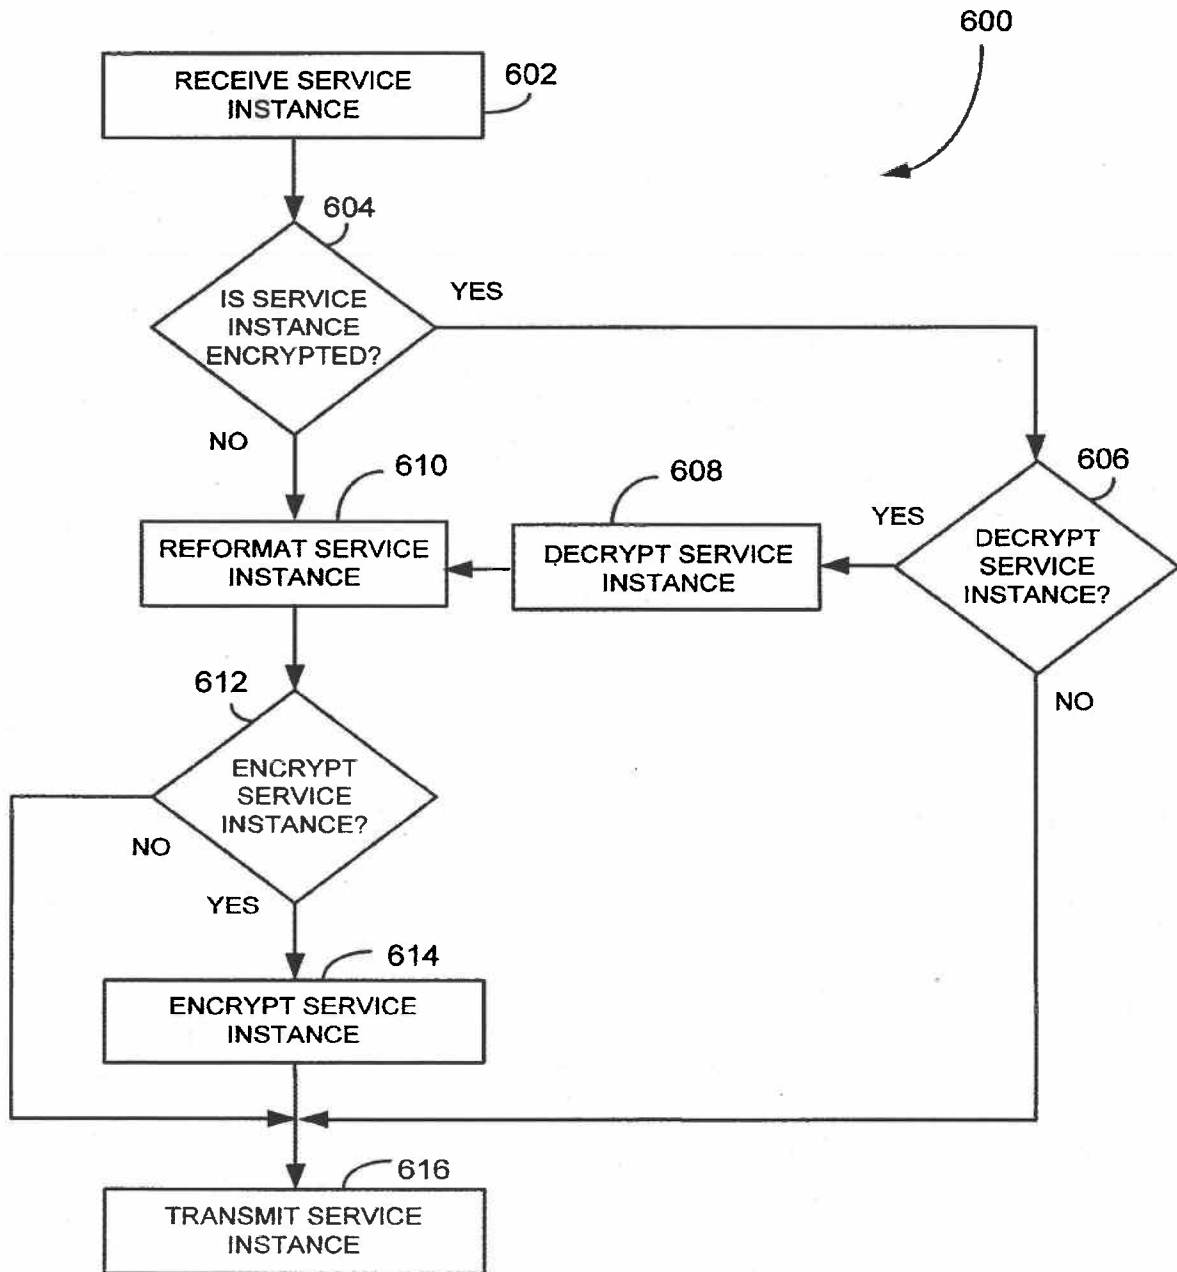 600
RECEIVE SERVICE
INSTANCE
602
604
IS SERVICE
INSTANCE
ENCRYPTED?
YES
NO
606
DECRYPT
SERVICE
INSTANCE?
YES
NO
608
DECRYPT SERVICE
INSTANCE
610
REFORMAT SERVICE
INSTANCE
612
ENCRYPT
SERVICE
INSTANCE?
NO
YES
614
ENCRYPT SERVICE
INSTANCE
616
TRANSMIT SERVICE
INSTANCE